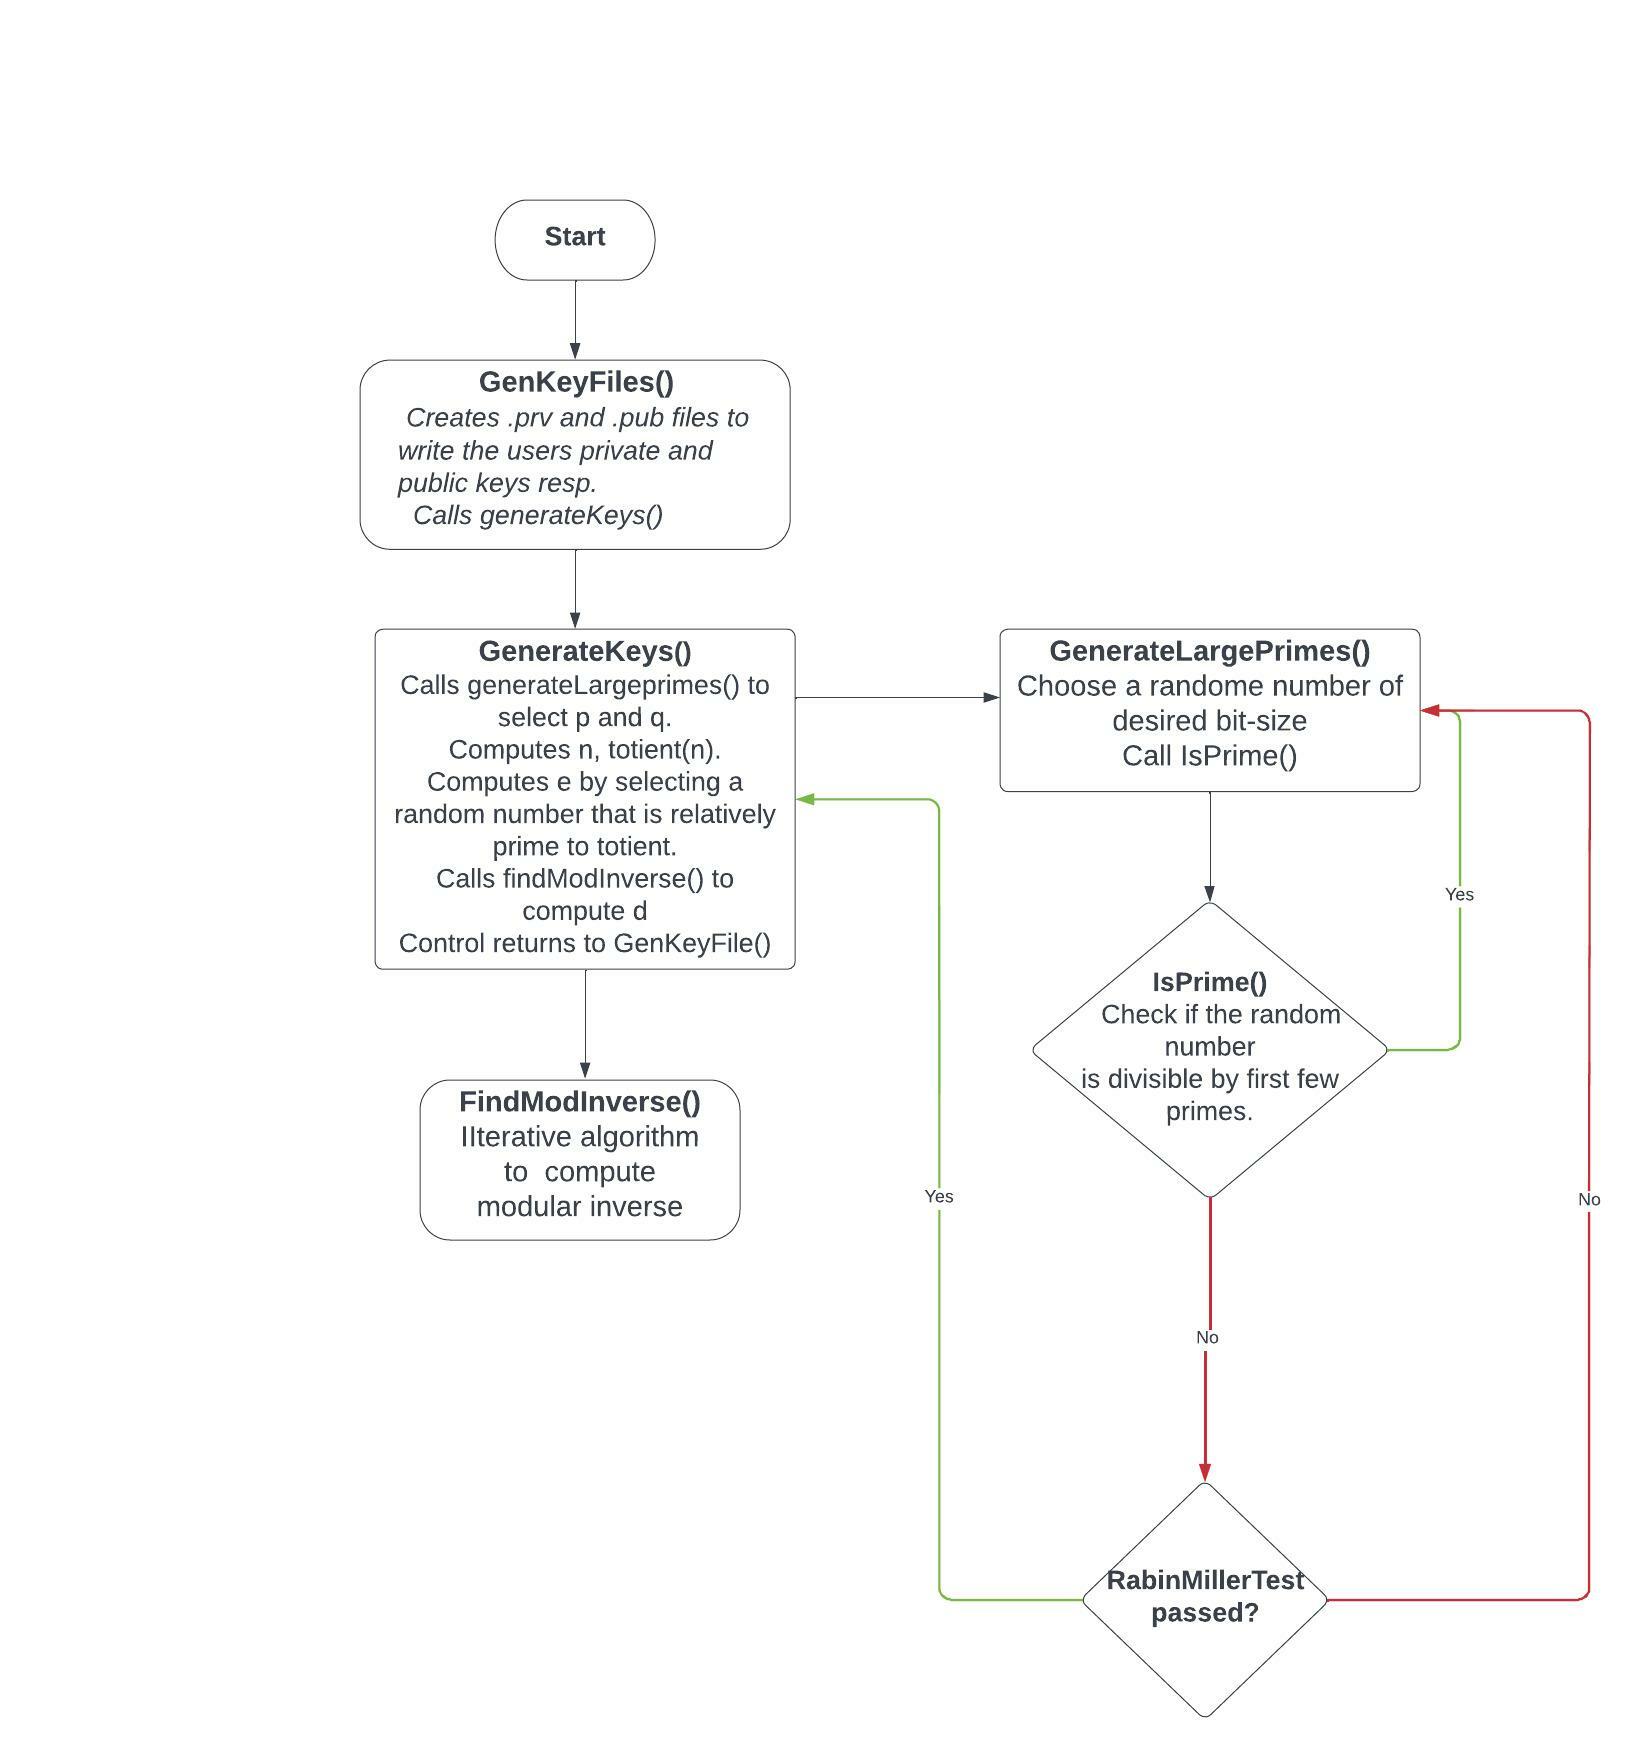 Start
GenKeyFiles()
Creates .prv and .pub files to
write the users private and
public keys resp.
Calls generateKeys()
GenerateKeys()
Calls generateLargeprimes() to
select p and q.
Computes n, totient(n).
Computes e by selecting a
random number that is relatively
prime to totient.
Calls findModInverse() to
compute d
Control returns to GenKeyFile()
GenerateLargePrimes()
Choose a randome number of
desired bit-size
Call IsPrime()
Yes
IsPrime()
Check if the random
number
is divisible by first few
primes.
FindModInverse()
IIterative algorithm
to compute
modular inverse
Yes
No
No
RabinMillerTest
passed?